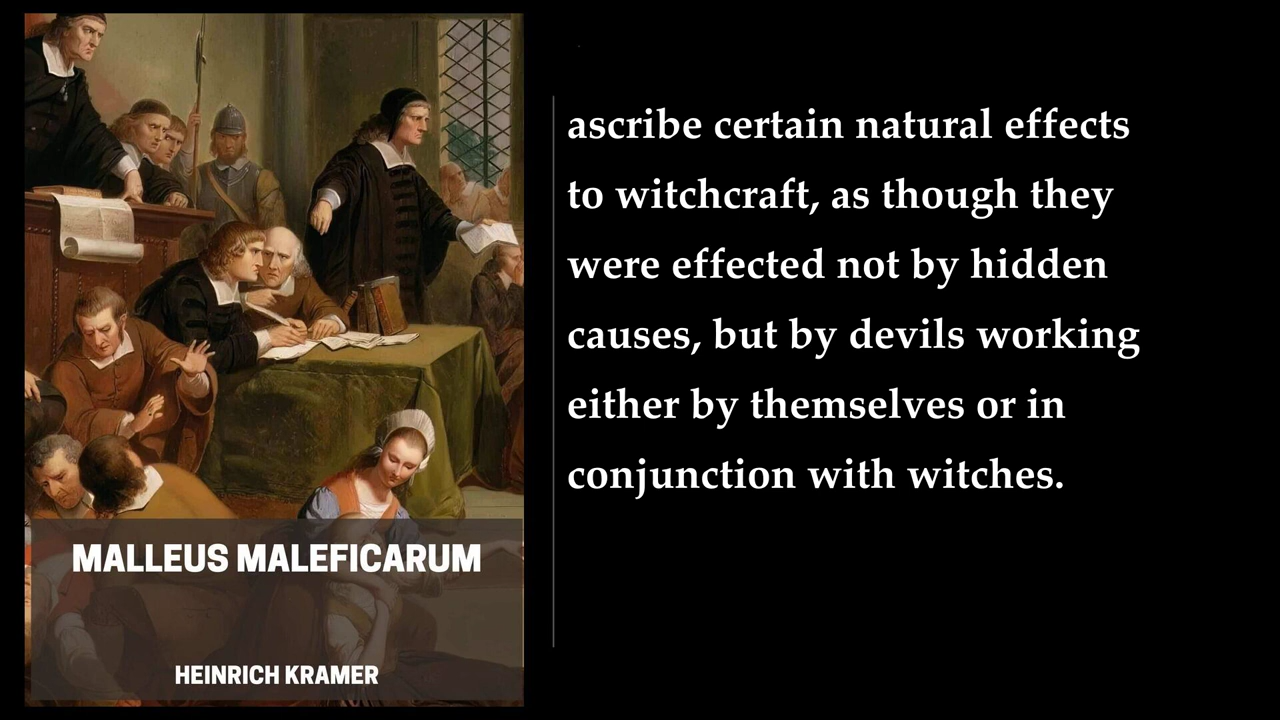 MALLEUS MALEFICARUM
HEINRICH KRAMER
ascribe certain natural effects
to witchcraft, as though they
were effected not by hidden
causes, but by devils working
either by themselves or in
conjunction with witches.